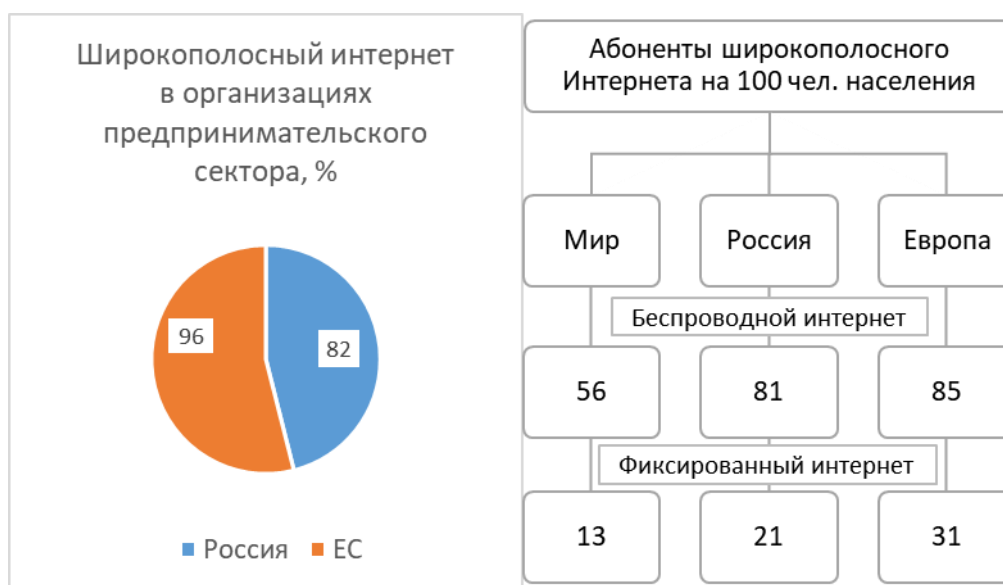 Широкополосный интернет
в организациях
предпринимательского
сектора, %
96
82
Россия
ЕС
Абоненты широкополосного
Интернета на 100 чел. населения
Мир
Россия
Европа
Беспроводной интернет
56
81
85
Фиксированный интернет
13
21
31